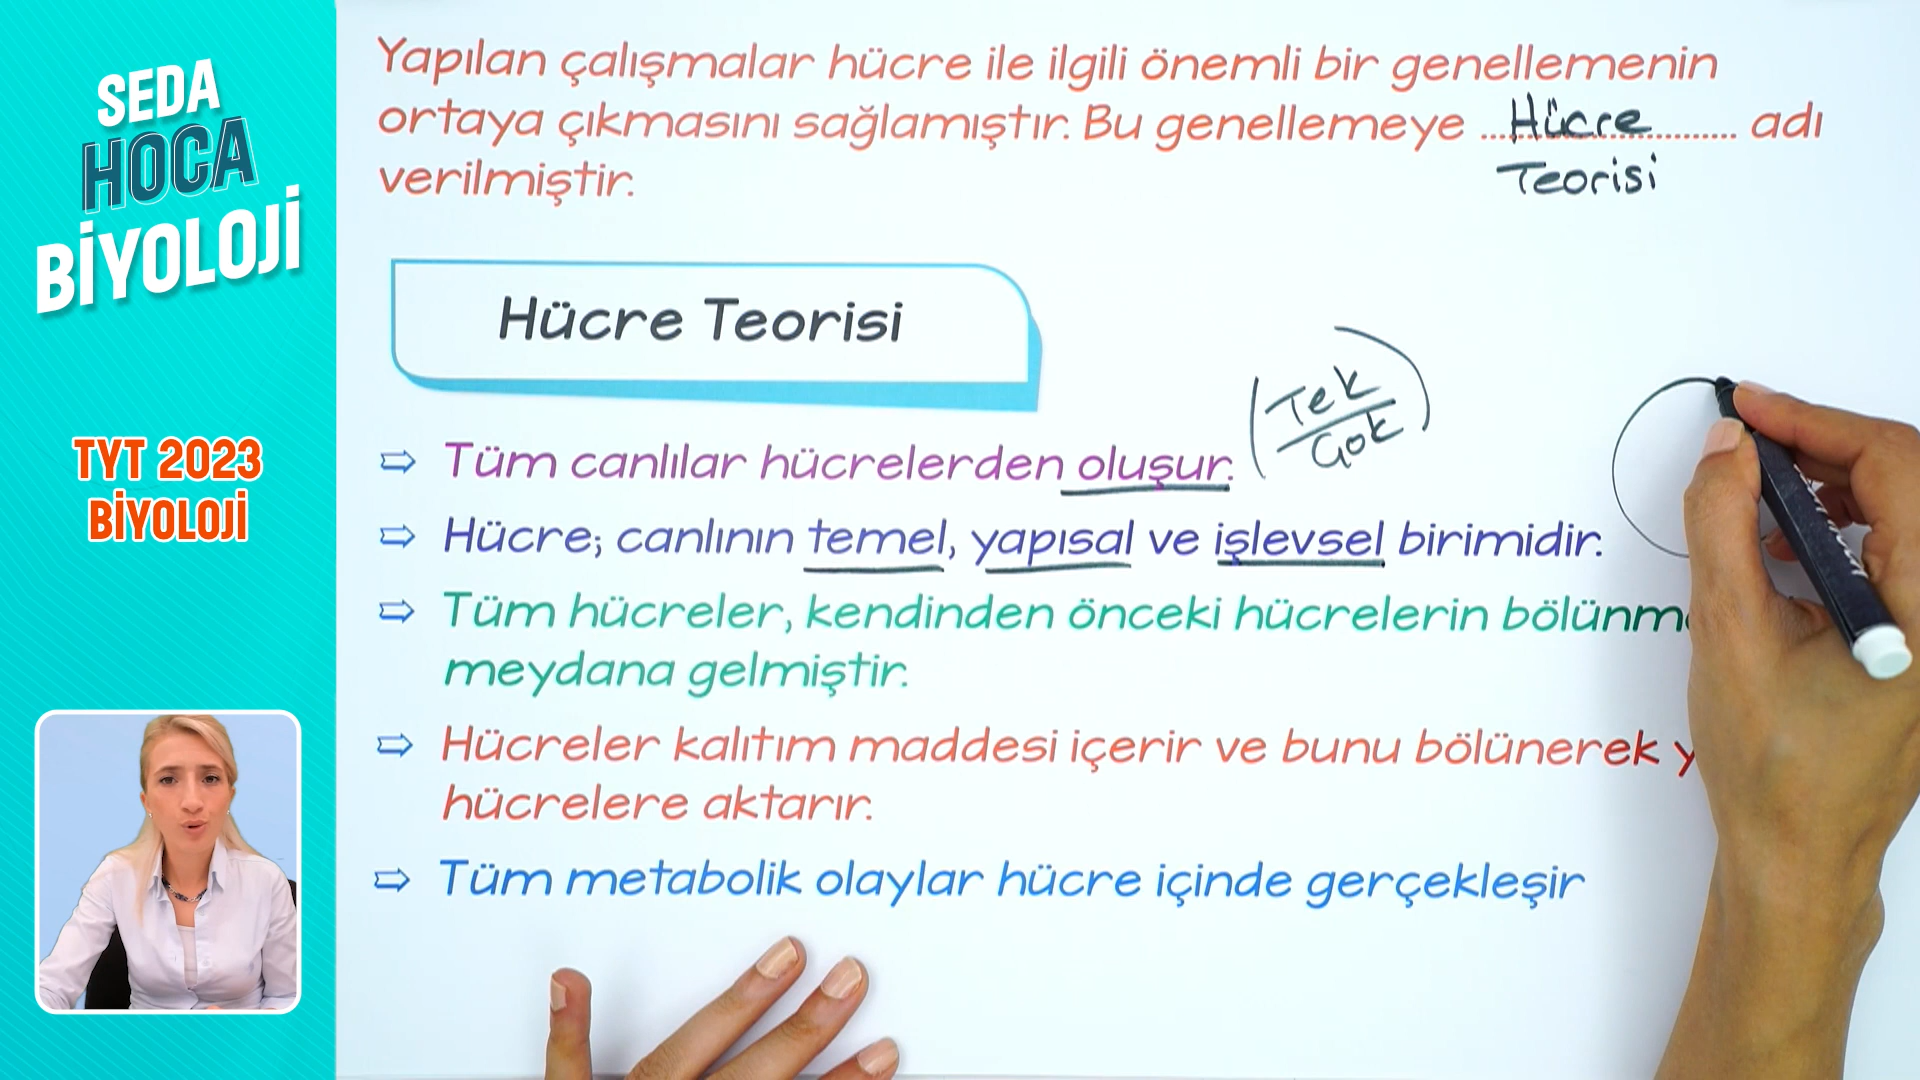 SEDA
HOCA
BİYOLOJİ
TYT 2023
BİYOLOJİ
Yapılan çalışmalar hücre ile ilgili önemli bir genellemenin
ortaya çıkmasını sağlamıştır. Bu genellemeye ... Hücre ... adı
Teorisi
verilmiştir.
Hücre Teorisi
Tek
Çok
⇨ Tüm canlılar hücrelerden oluşur.
⇨ Hücre; canlının temel, yapısal ve işlevsel birimidir.
⇨ Tüm hücreler, kendinden önceki hücrelerin
meydana gelmiştir.
⇨ Hücreler kalıtım maddesi içerir ve bunu bölünerek
hücrelere aktarır.
⇨ Tüm metabolik olaylar hücre içinde gerçekleşir